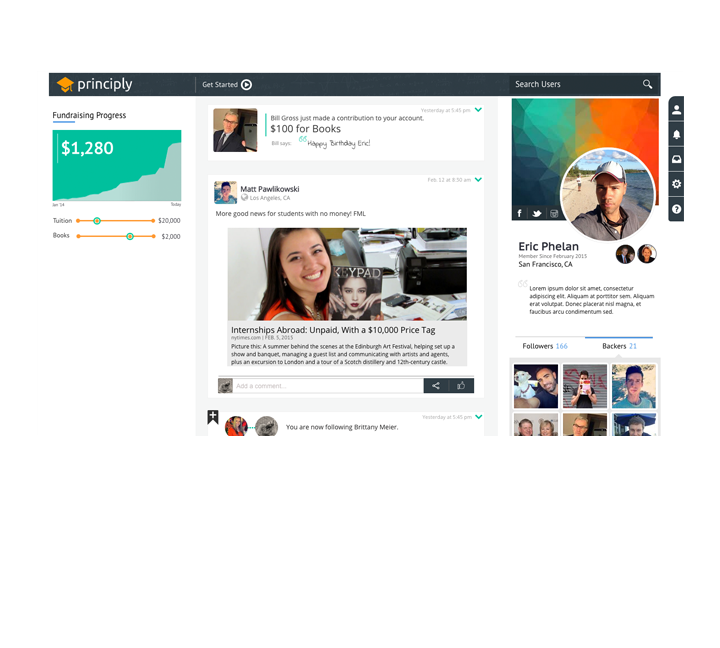 principly
Get Started
Search Users
Fundraising Progress
$1,280
Jan '14
Today
Tuition
$20,000
Books
$2,000
Yesterday at 5:45 pm
Bill Gross just made a contribution to your account.
$100 for Books
Bill says:
Happy Birthday Eric!
Feb. 12 at 8:30 am
Matt Pawlikowski
Los Angeles, CA
More good news for students with no money! FML
KEYPAD
Internships Abroad: Unpaid, With a $10,000 Price Tag
nytimes.com | FEB. 5, 2015
Picture this: A summer behind the scenes at the Edinburgh Art Festival, helping set up a
show and banquet, managing a guest list and communicating with artists and agents,
plus an excursion to London and a tour of a Scotch distillery and 12th-century castle.
Add a comment...
Yesterday at 5:45 pm
You are now following Brittany Meier.
Eric Phelan
Member Since February 2015
San Francisco, CA
Lorem ipsum dolor sit amet, consectetur
adipiscing elit. Aliquam at porttitor sem. Aliquam
erat volutpat. Donec placerat nisl magna, et
faucibus arcu condimentum sed.
Followers 166
Backers 21